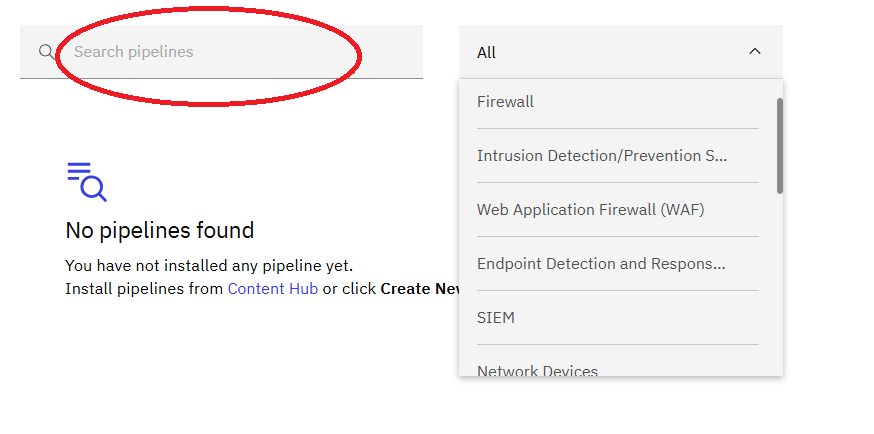 Search pipelines
All
Firewall
Intrusion Detection/Prevention S...
Web Application Firewall (WAF)
Endpoint Detection and Respons...
SIEM
Network Devices
No pipelines found
You have not installed any pipeline yet.
Install pipelines from Content Hub or click Create New